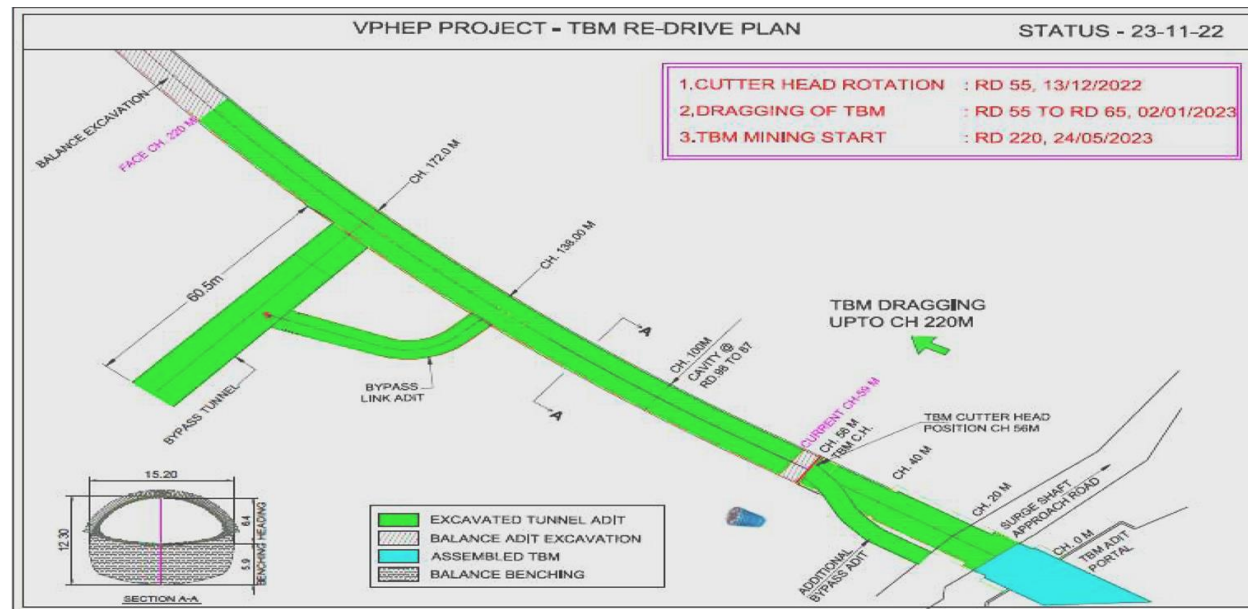 VPHEP PROJECT - TBM RE-DRIVE PLAN
STATUS - 23-11-22
1.CUTTER HEAD ROTATION : RD 55, 13/12/2022
2,DRAGGING OF TBM : RD 55 TO RD 65, 02/01/2023
3.TBM MINING START : RD 220, 24/05/2023
BALANCE EXCAVATION
FACE CH. 220 M
CH. 172.0 M
CH. 138.00 M
60.5m
BYPASS TUNNEL
BYPASS
LINK ADIT
A
A
CH. 100M
CAVITY @
RD.98 TO 87
TBM DRAGGING
UPTO CH 220M
CURRENT CH-59 M
CH. 56 M
TBM C.H.
TBM CUTTER HEAD
POSITION CH 56M
CH. 40 M
CH. 20 M
SURGE SHAFT
APPROACH ROAD
CH. 0 M
TBM ADIT
PORTAL
ADDITIONAL
BYPASS ADIT
15.20
12.30
6.4
5.9
HEADING
BENCHING
SECTION A-A
EXCAVATED TUNNEL ADIT
BALANCE ADIT EXCAVATION
ASSEMBLED TBM
BALANCE BENCHING